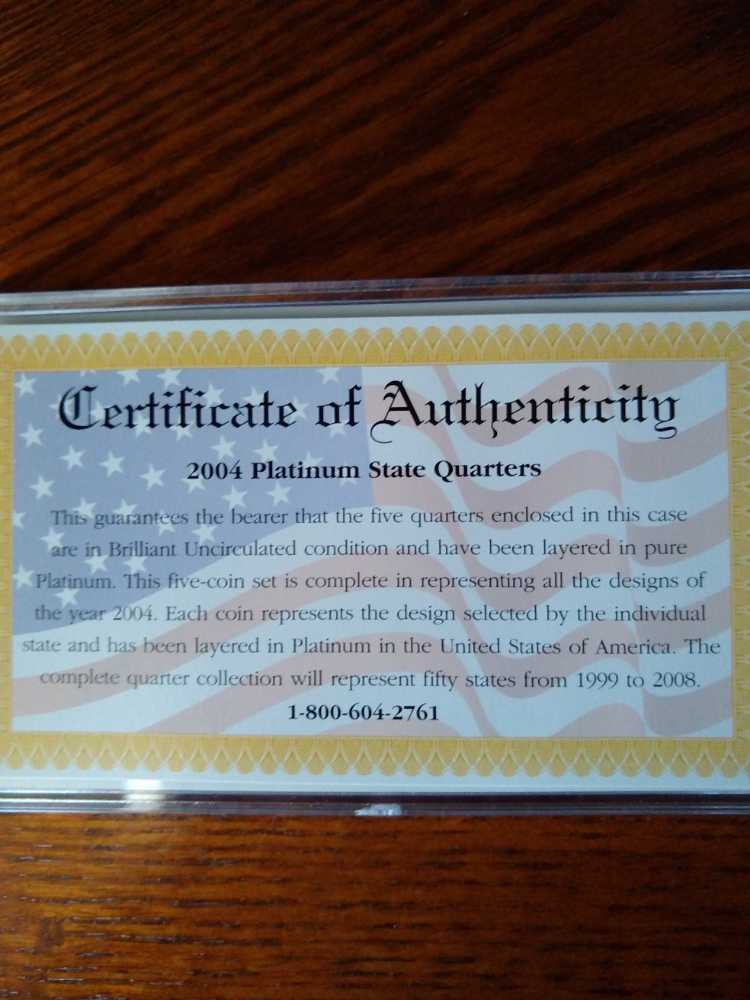 Certificate of Authenticity
2004 Platinum State Quarters
This guarantees the bearer that the five quarters enclosed in this case
are in Brilliant Uncirculated condition and have been layered in pure
Platinum. This five-coin set is complete in representing all the designs of
the year 2004. Each coin represents the design selected by the individual
state and has been layered in Platinum in the United States of America. The
complete quarter collection will represent fifty states from 1999 to 2008.
1-800-604-2761